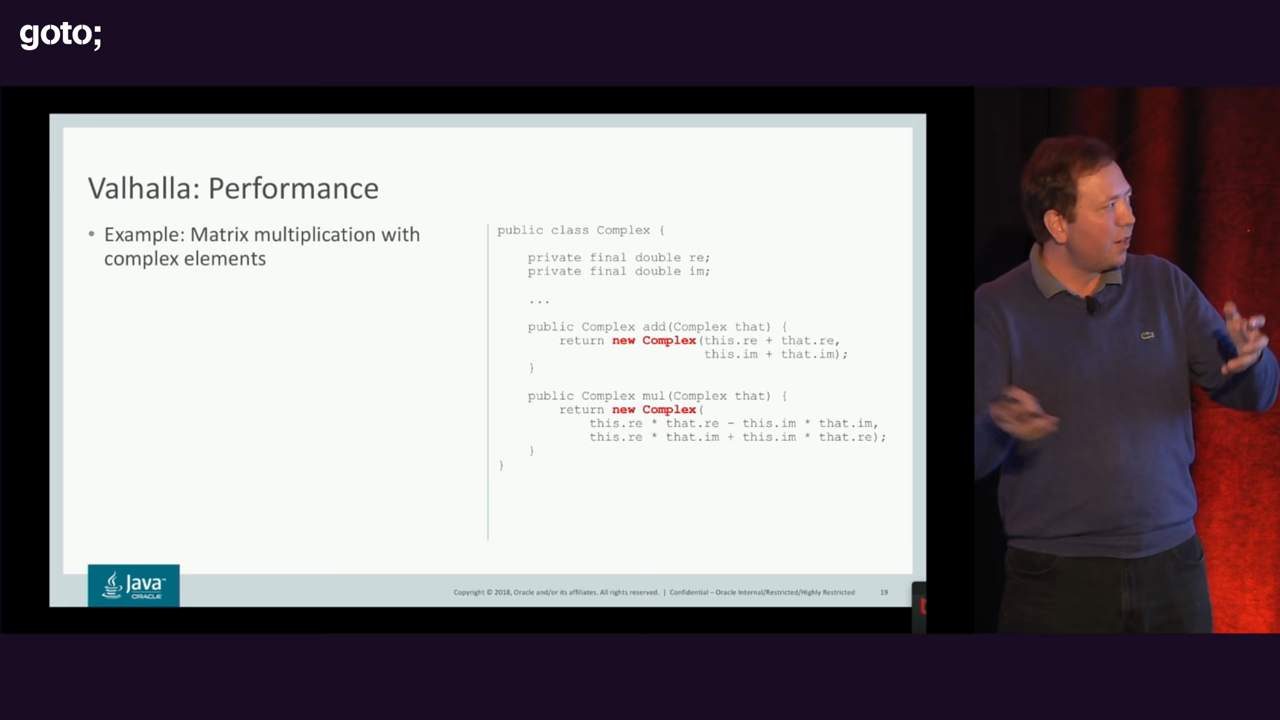 goto;
Valhalla: Performance
• Example: Matrix multiplication with
complex elements
public class Complex {
private final double re;
private final double im;
...
public Complex add(Complex that) {
return new Complex(this.re + that.re,
this.im + that.im);
}
public Complex mul(Complex that) {
return new Complex(
this.re * that.re - this.im * that.im,
this.re * that.im + this.im * that.re);
}
}
Java™
ORACLE
Copyright © 2018, Oracle and/or its affiliates. All rights reserved. | Confidential – Oracle Internal/Restricted/Highly Restricted 19